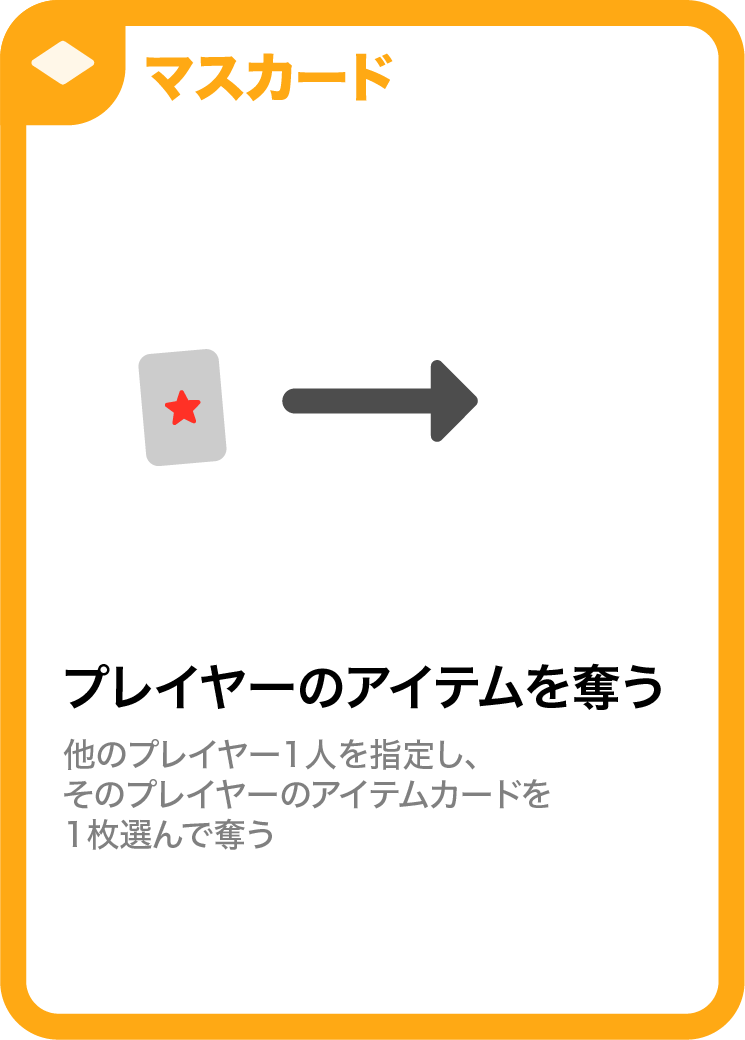 マスカード
プレイヤーのアイテムを奪う
他のプレイヤー1人を指定し、
そのプレイヤーのアイテムカードを
1枚選んで奪う